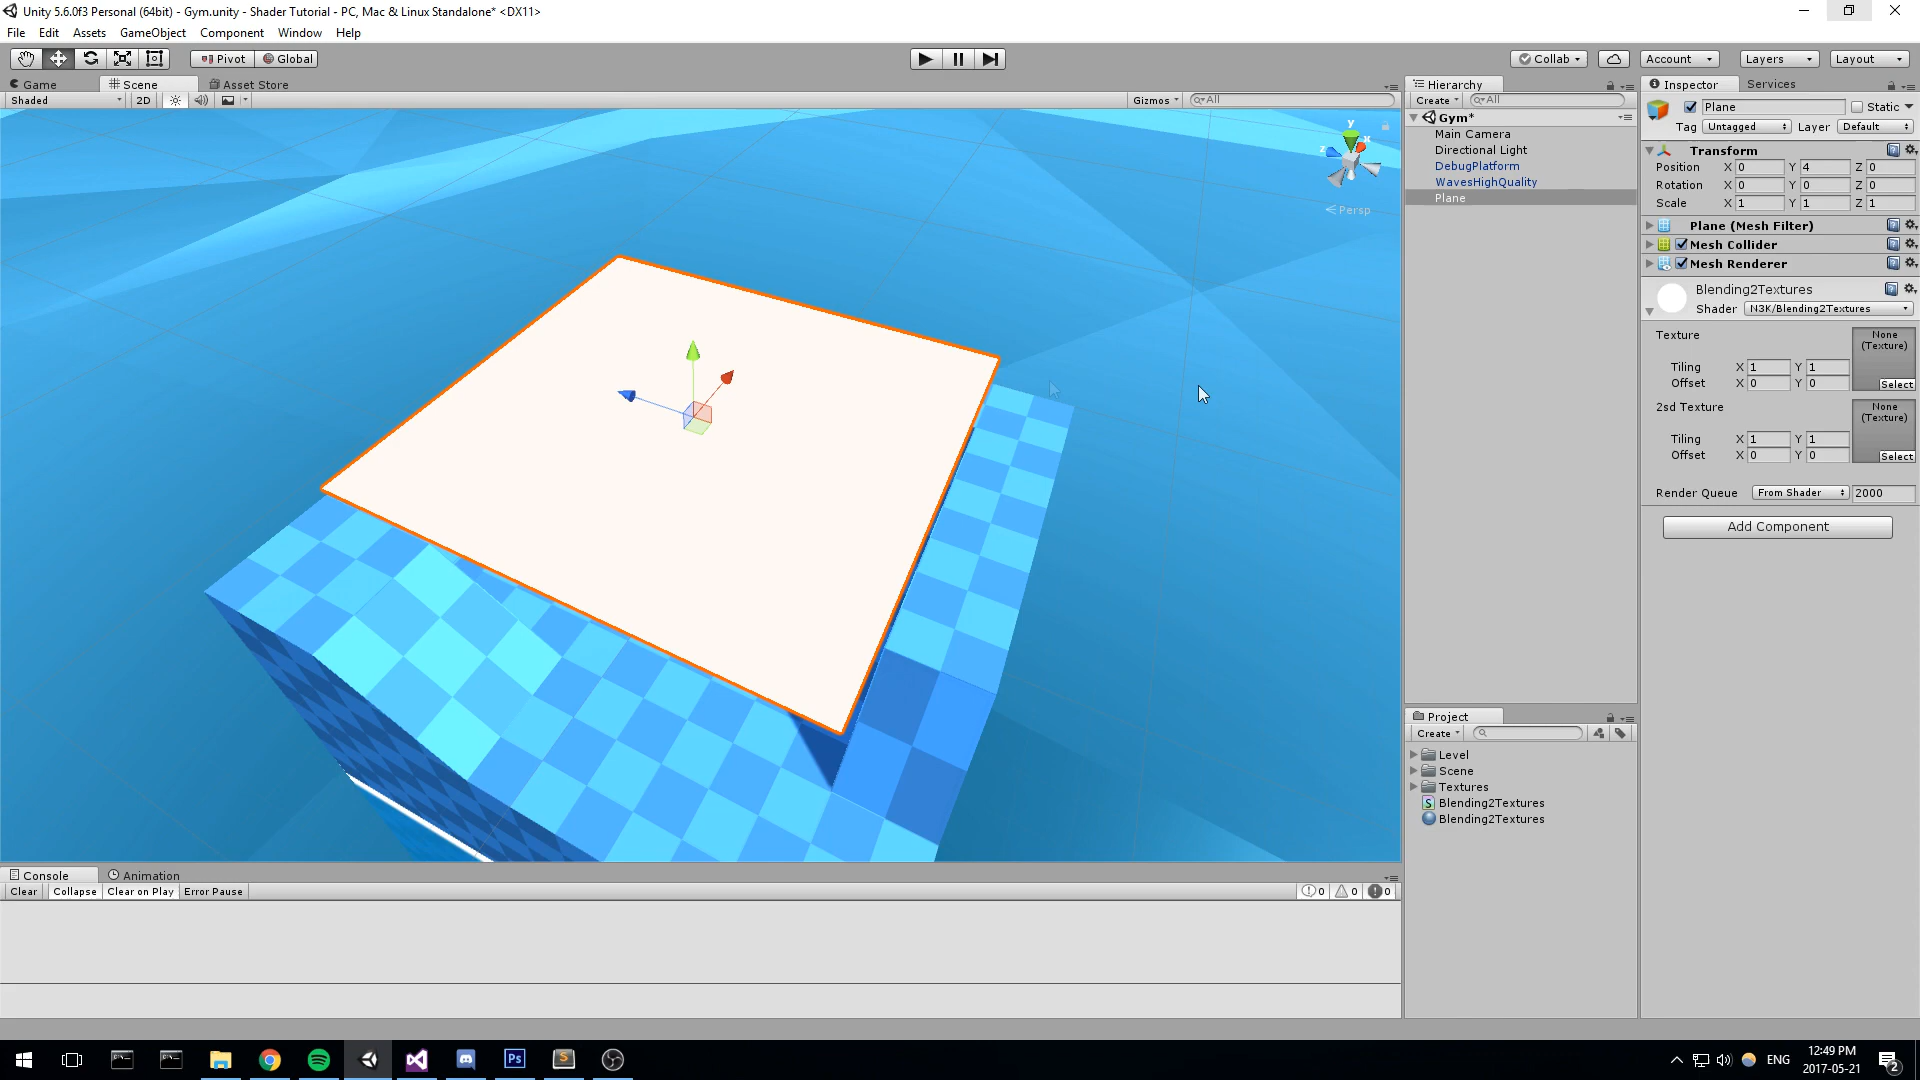 Unity 5.6.0f3 Personal (64bit) - Gym.unity - Shader Tutorial - PC, Mac & Linux Standalone* <DX11>
File Edit Assets GameObject Component Window Help
Pivot Global Collab Account Layers Layout
Game Scene Asset Store
Shaded 2D Gizmos All
y
x
z
Persp
Hierarchy
Create All
Gym*
Main Camera
Directional Light
DebugPlatform
WavesHighQuality
Plane
Project
Create
Level
Scene
Textures
Blending2Textures
Blending2Textures
Inspector Services
Plane Static
Tag Untagged Layer Default
Transform
Position X 0 Y 4 Z 0
Rotation X 0 Y 0 Z 0
Scale X 1 Y 1 Z 1
Plane (Mesh Filter)
Mesh Collider
Mesh Renderer
Blending2Textures
Shader N3K/Blending2Textures
Texture None
(Texture)
Tiling X 1 Y 1
Offset X 0 Y 0 Select
2sd Texture None
(Texture)
Tiling X 1 Y 1
Offset X 0 Y 0 Select
Render Queue From Shader 2000
Add Component
Console Animation
Clear Collapse Clear on Play Error Pause 0 0 0
Ps S ENG 12:49 PM
2017-05-21 2